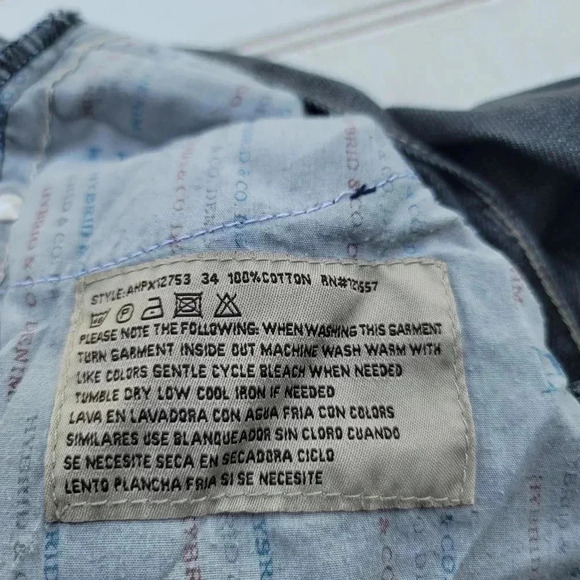 STYLE:AHPX12753 34 100%COTTON RN#121557
PLEASE NOTE THE FOLLOWING: WHEN WASHING THIS GARMENT
TURN GARMENT INSIDE OUT MACHINE WASH WARM WITH
LIKE COLORS GENTLE CYCLE BLEACH WHEN NEEDED
TUMBLE DRY LOW COOL IRON IF NEEDED
LAVA EN LAVADORA CON AGUA FRIA CON COLORS
SIMILARES USE BLANQUEADOR SIN CLORO CUANDO
SE NECESITE SECA EN SECADORA CICLO
LENTO PLANCHA FRIA SI SE NECESITE
HYBRID & CO. DENIM